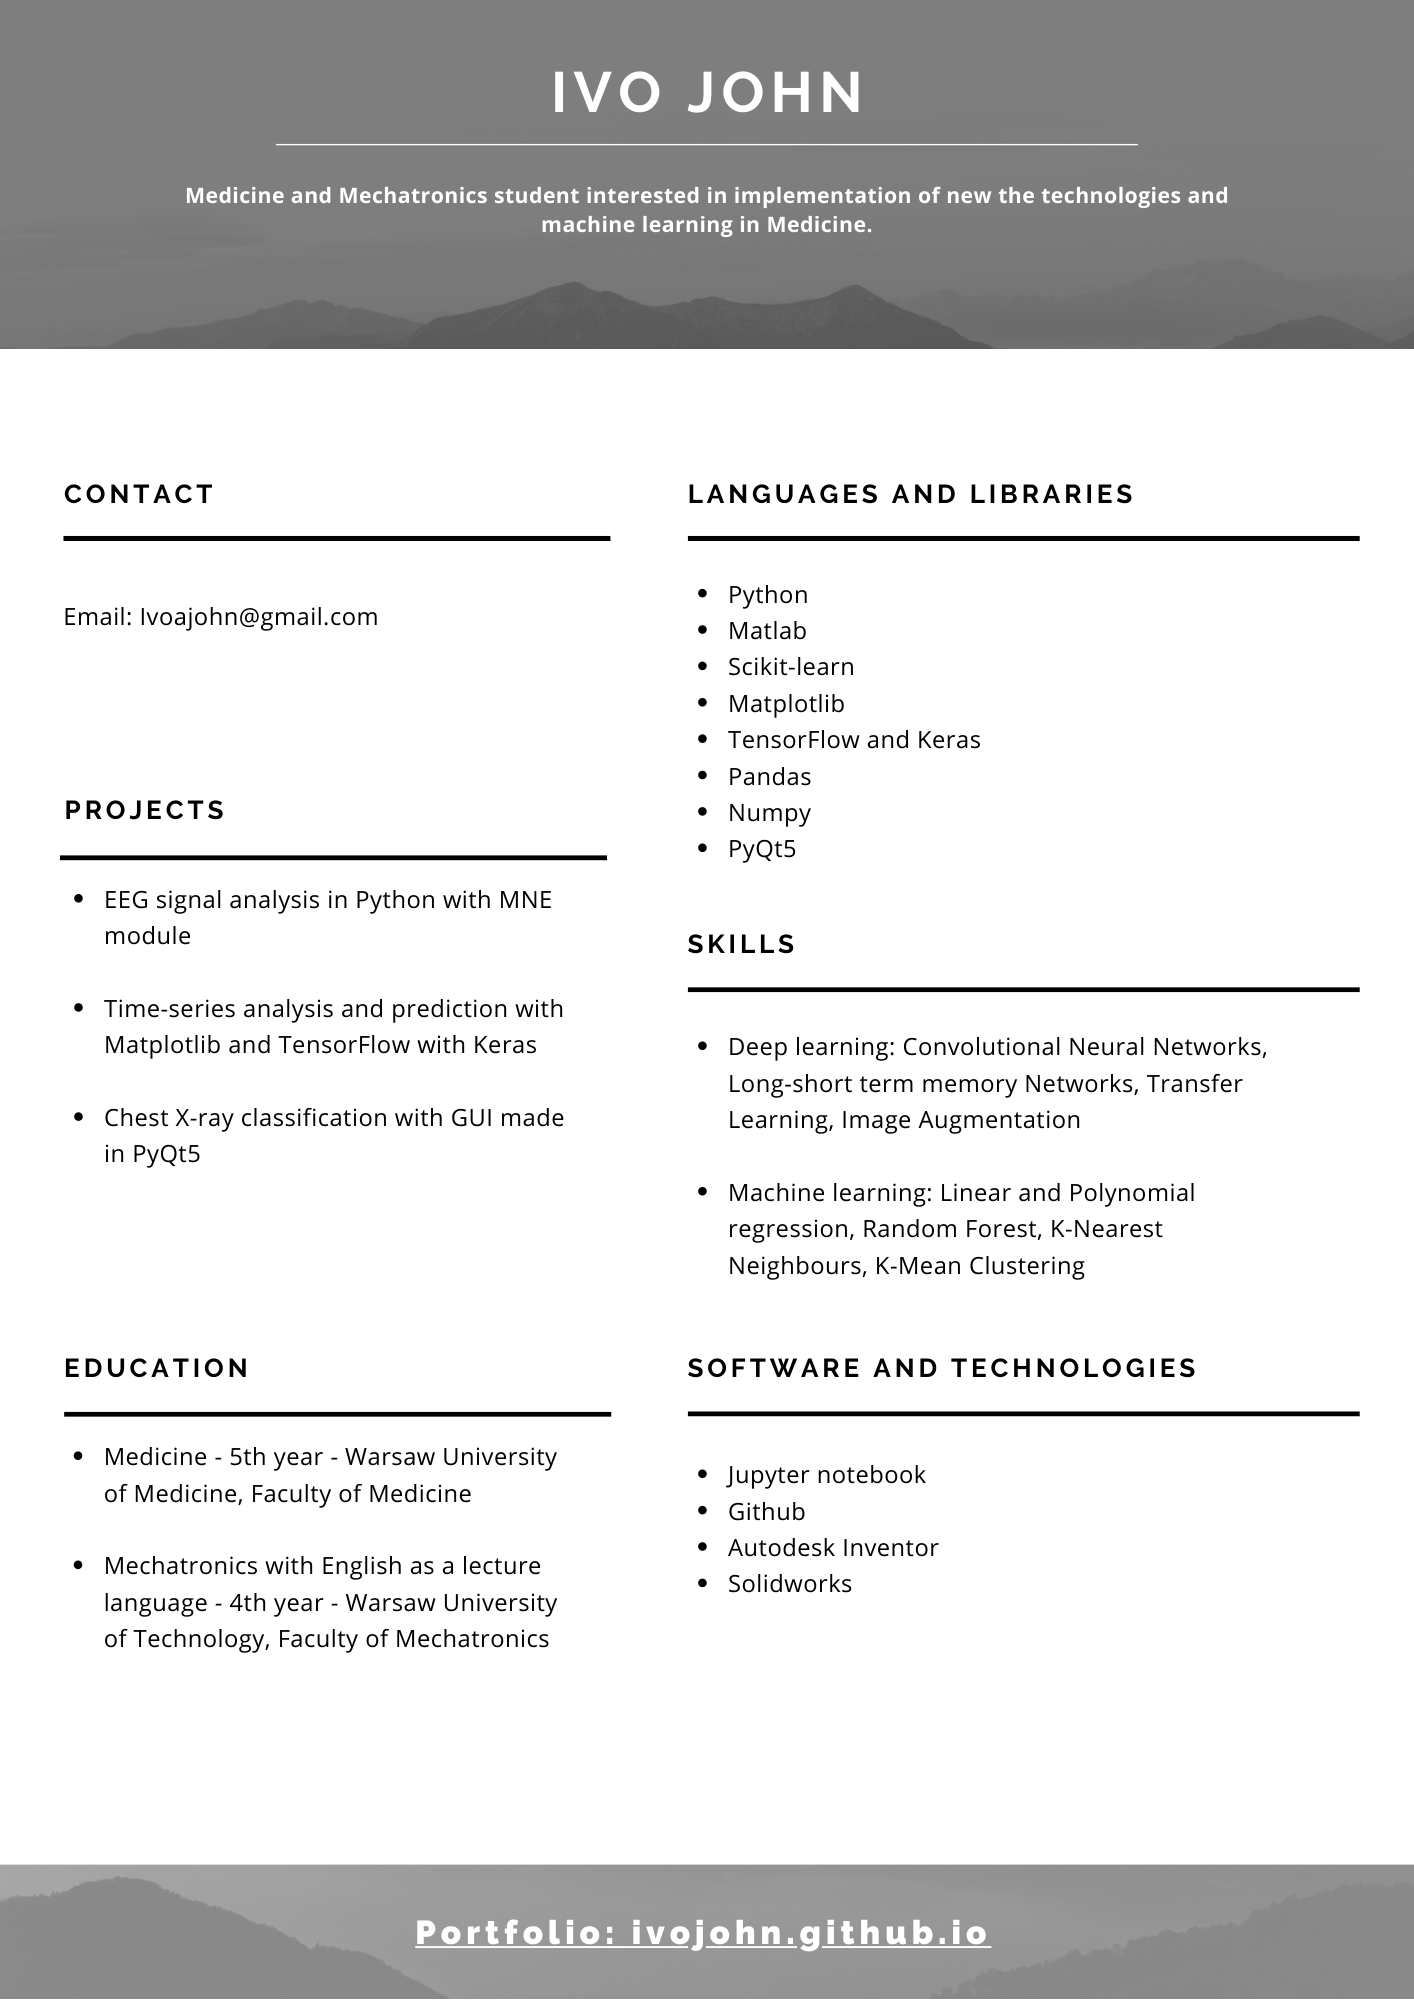 IVO JOHN
Medicine and Mechatronics student interested in implementation of new the technologies and
machine learning in Medicine.
CONTACT
Email: Ivoajohn@gmail.com
PROJECTS
• EEG signal analysis in Python with MNE
module
• Time-series analysis and prediction with
Matplotlib and TensorFlow with Keras
• Chest X-ray classification with GUI made
in PyQt5
EDUCATION
• Medicine - 5th year - Warsaw University
of Medicine, Faculty of Medicine
• Mechatronics with English as a lecture
language - 4th year - Warsaw University
of Technology, Faculty of Mechatronics
LANGUAGES AND LIBRARIES
• Python
• Matlab
• Scikit-learn
• Matplotlib
• TensorFlow and Keras
• Pandas
• Numpy
• PyQt5
SKILLS
• Deep learning: Convolutional Neural Networks,
Long-short term memory Networks, Transfer
Learning, Image Augmentation
• Machine learning: Linear and Polynomial
regression, Random Forest, K-Nearest
Neighbours, K-Mean Clustering
SOFTWARE AND TECHNOLOGIES
• Jupyter notebook
• Github
• Autodesk Inventor
• Solidworks
Portfolio: ivojohn.github.io